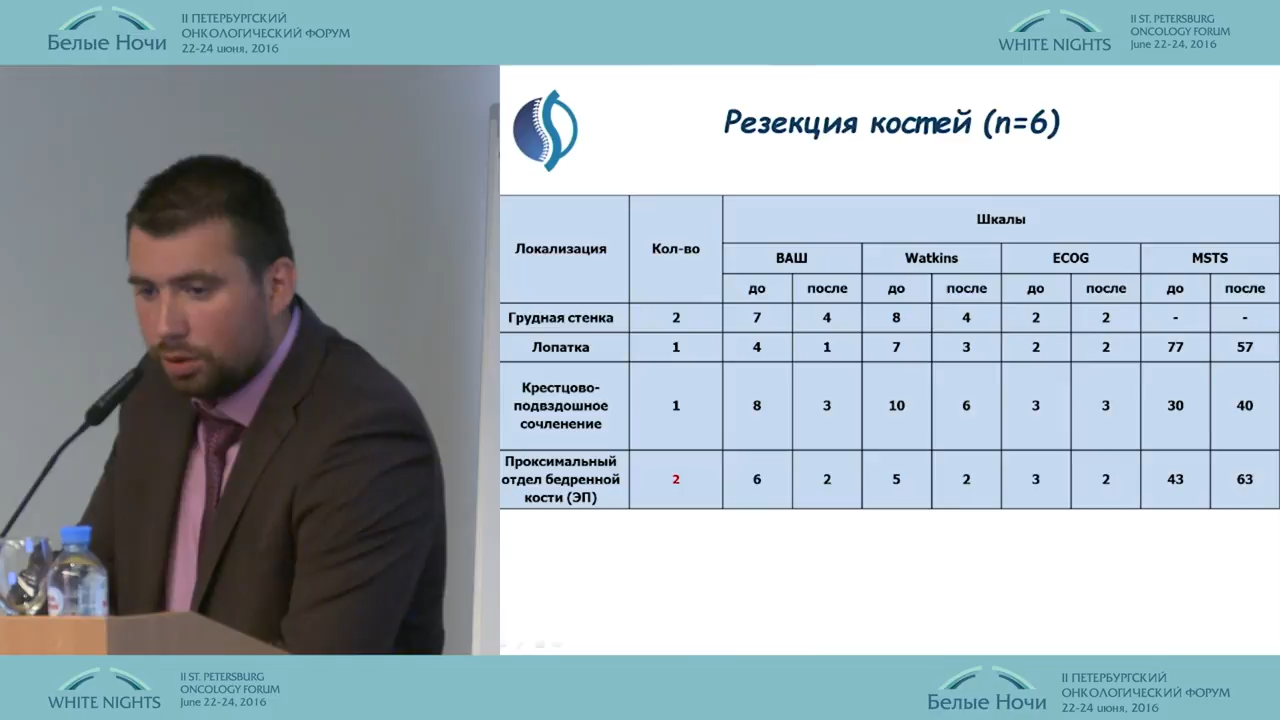 Белые Ночи
II ПЕТЕРБУРГСКИЙ
ОНКОЛОГИЧЕСКИЙ ФОРУМ
22-24 июня, 2016
WHITE NIGHTS
II ST. PETERSBURG
ONCOLOGY FORUM
June 22-24, 2016
Резекция костей (n=6)
Локализация
Кол-во
Шкалы
ВАШ
Watkins
ECOG
MSTS
до после до после до после до после
Грудная стенка 2 7 4 8 4 2 2 - -
Лопатка 1 4 1 7 3 2 2 77 57
Крестцово-
подвздошное 1 8 3 10 6 3 3 30 40
сочленение
Проксимальный
отдел бедренной 2 6 2 5 2 3 2 43 63
кости (ЭП)
WHITE NIGHTS
II ST. PETERSBURG
ONCOLOGY FORUM
June 22-24, 2016
Белые Ночи
II ПЕТЕРБУРГСКИЙ
ОНКОЛОГИЧЕСКИЙ ФОРУМ
22-24 июня, 2016